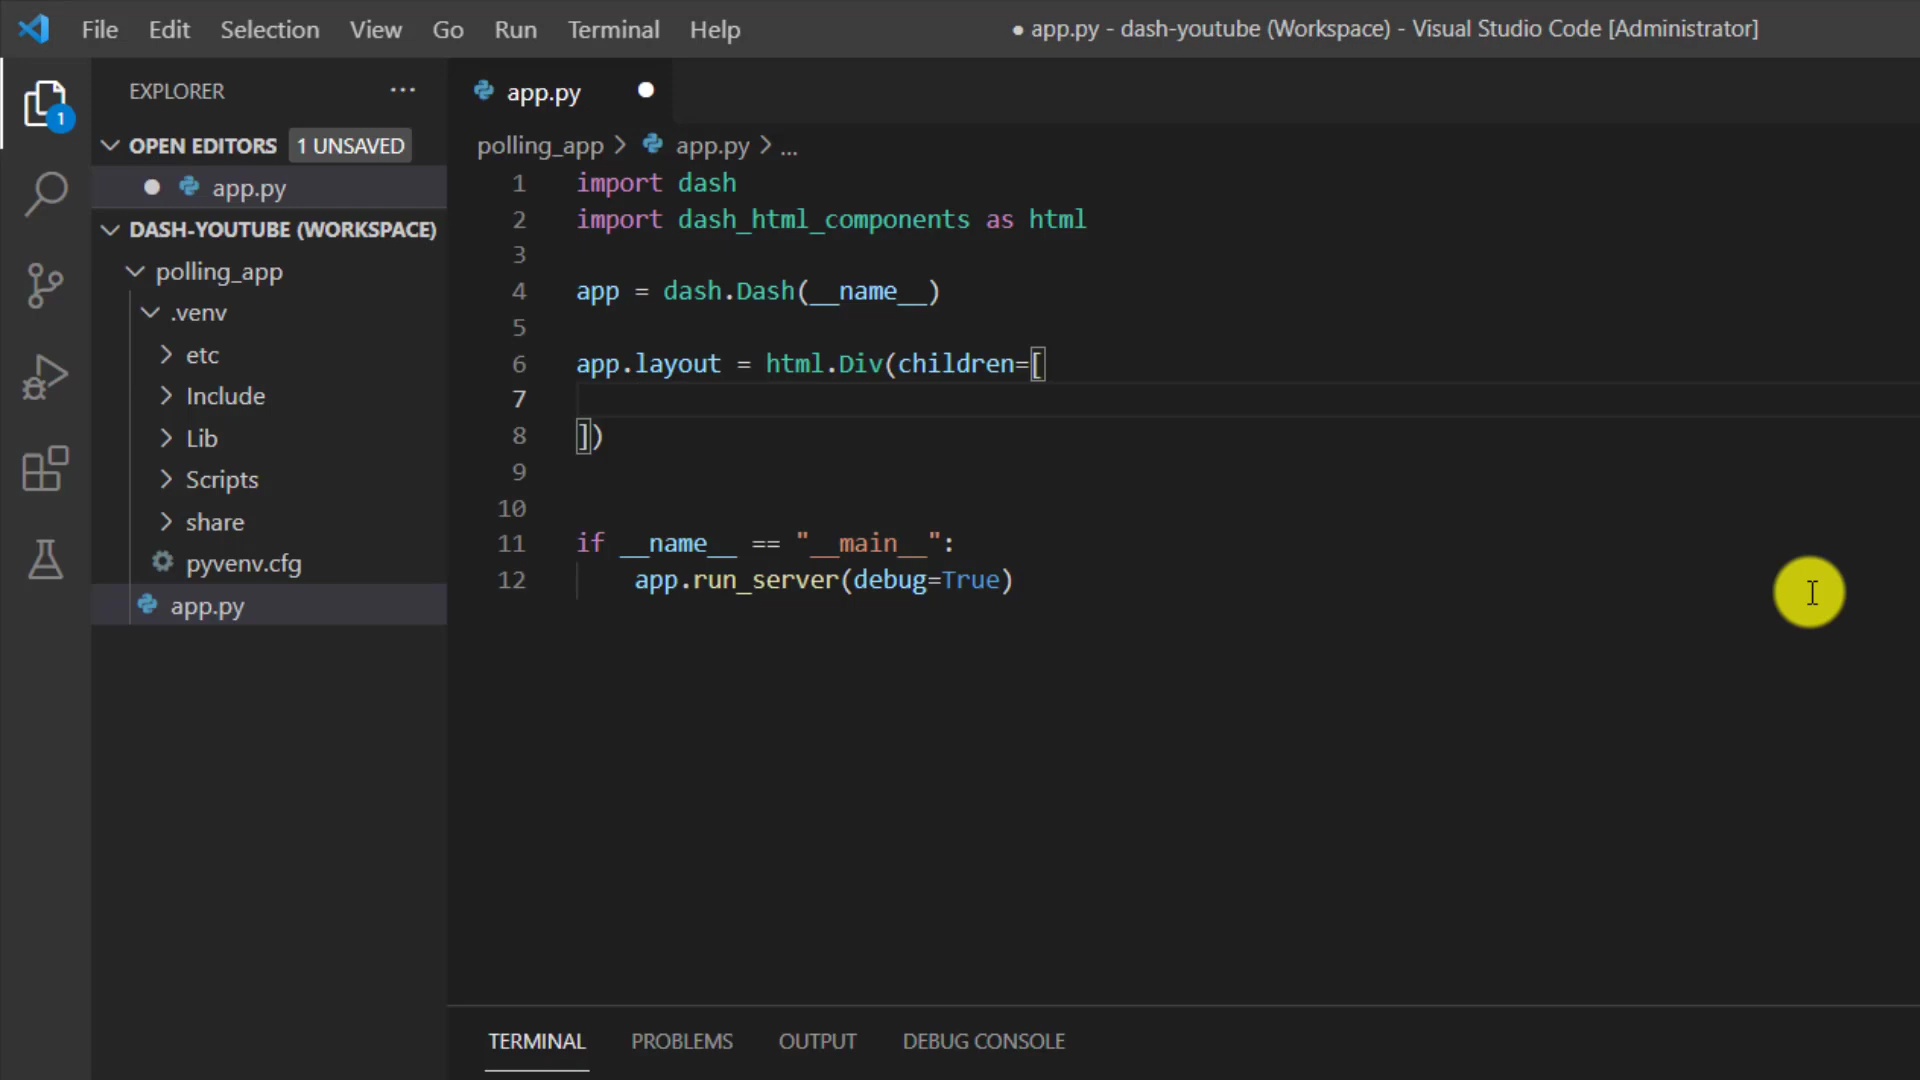 File Edit Selection View Go Run Terminal Help
● app.py - dash-youtube (Workspace) - Visual Studio Code [Administrator]
EXPLORER ...
1
OPEN EDITORS 1 UNSAVED
app.py
DASH-YOUTUBE (WORKSPACE)
polling_app
.venv
etc
Include
Lib
Scripts
share
pyvenv.cfg
app.py
app.py
polling_app > app.py > ...
1 import dash
2 import dash_html_components as html
3
4 app = dash.Dash(__name__)
5
6 app.layout = html.Div(children=[
7
8 ])
9
10
11 if __name__ == "__main__":
12     app.run_server(debug=True)
TERMINAL PROBLEMS OUTPUT DEBUG CONSOLE